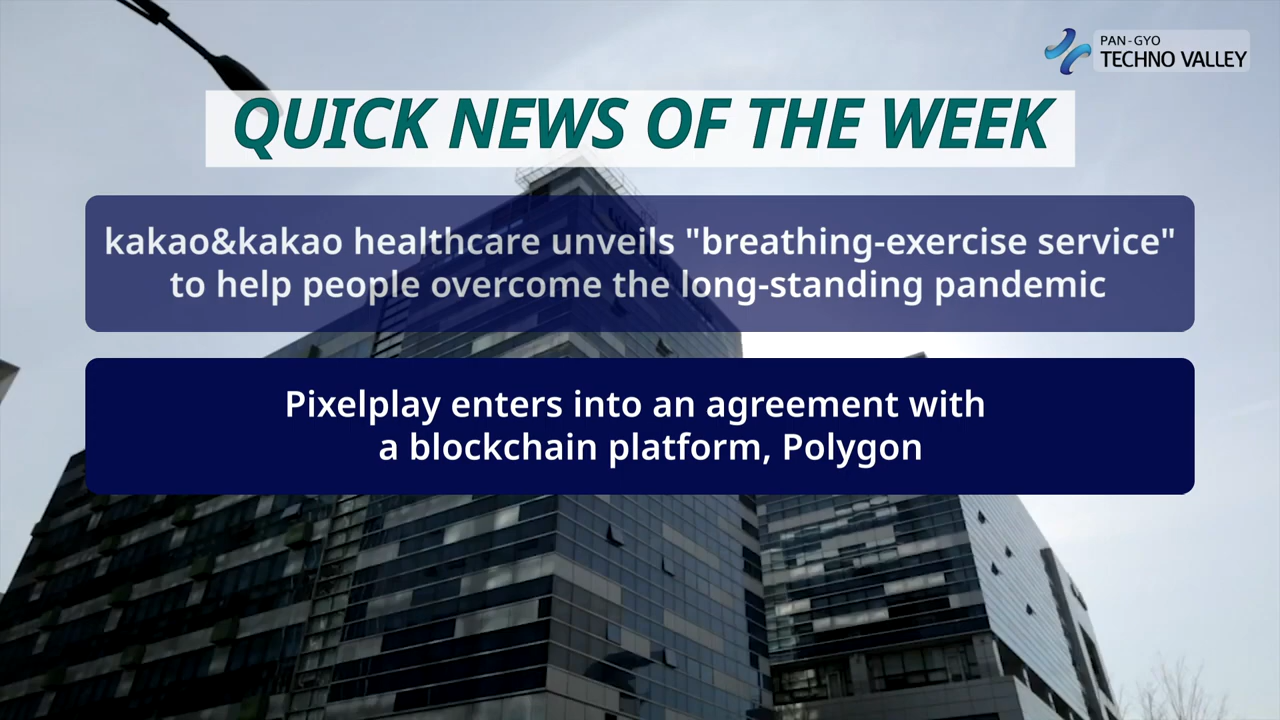 PAN-GYO
TECHNO VALLEY
QUICK NEWS OF THE WEEK
kakao&kakao healthcare unveils "breathing-exercise service"
to help people overcome the long-standing pandemic
Pixelplay enters into an agreement with
a blockchain platform, Polygon